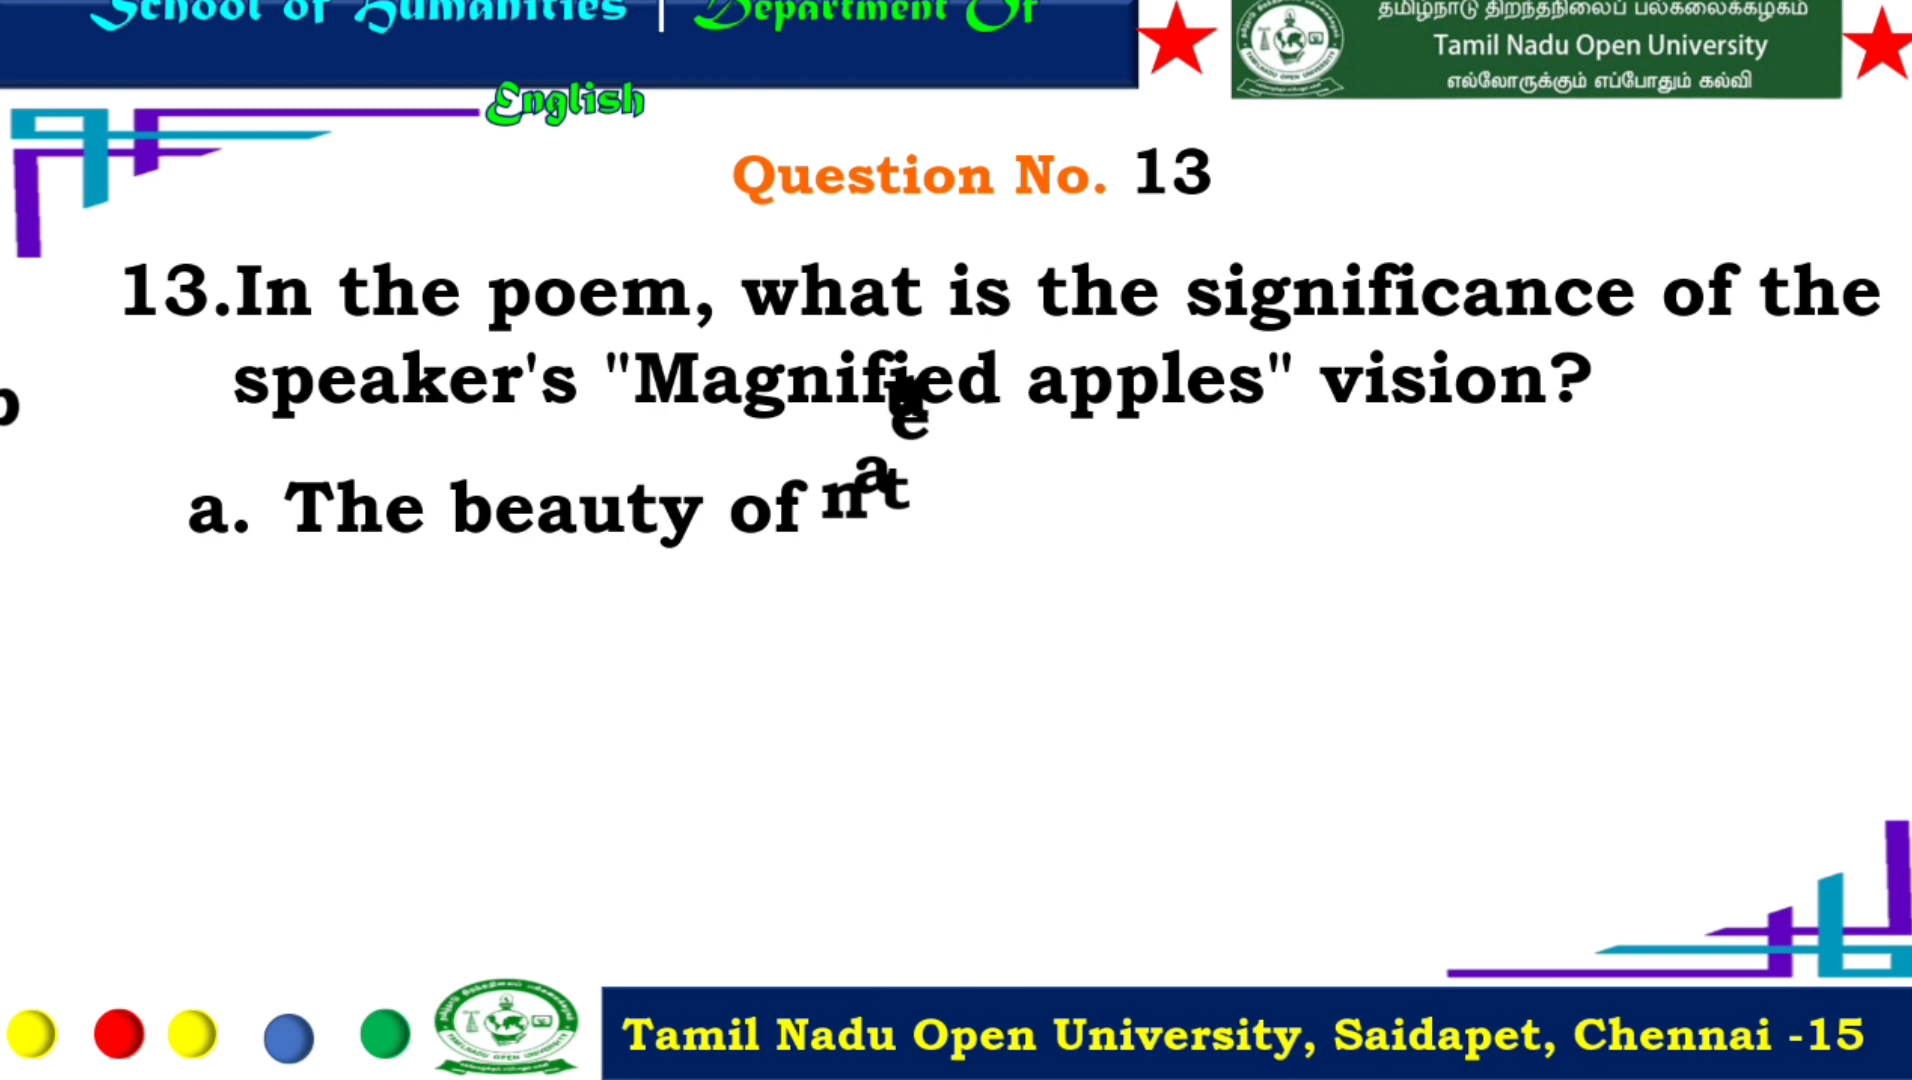 School of Humanities | Department Of
English
தமிழ்நாடு திறந்தநிலைப் பல்கலைக்கழகம்
Tamil Nadu Open University
எல்லோருக்கும் எப்போதும் கல்வி
Question No. 13
13.In the poem, what is the significance of the
speaker's "Magnified apples" vision?
a. The beauty of nat
Tamil Nadu Open University, Saidapet, Chennai -15